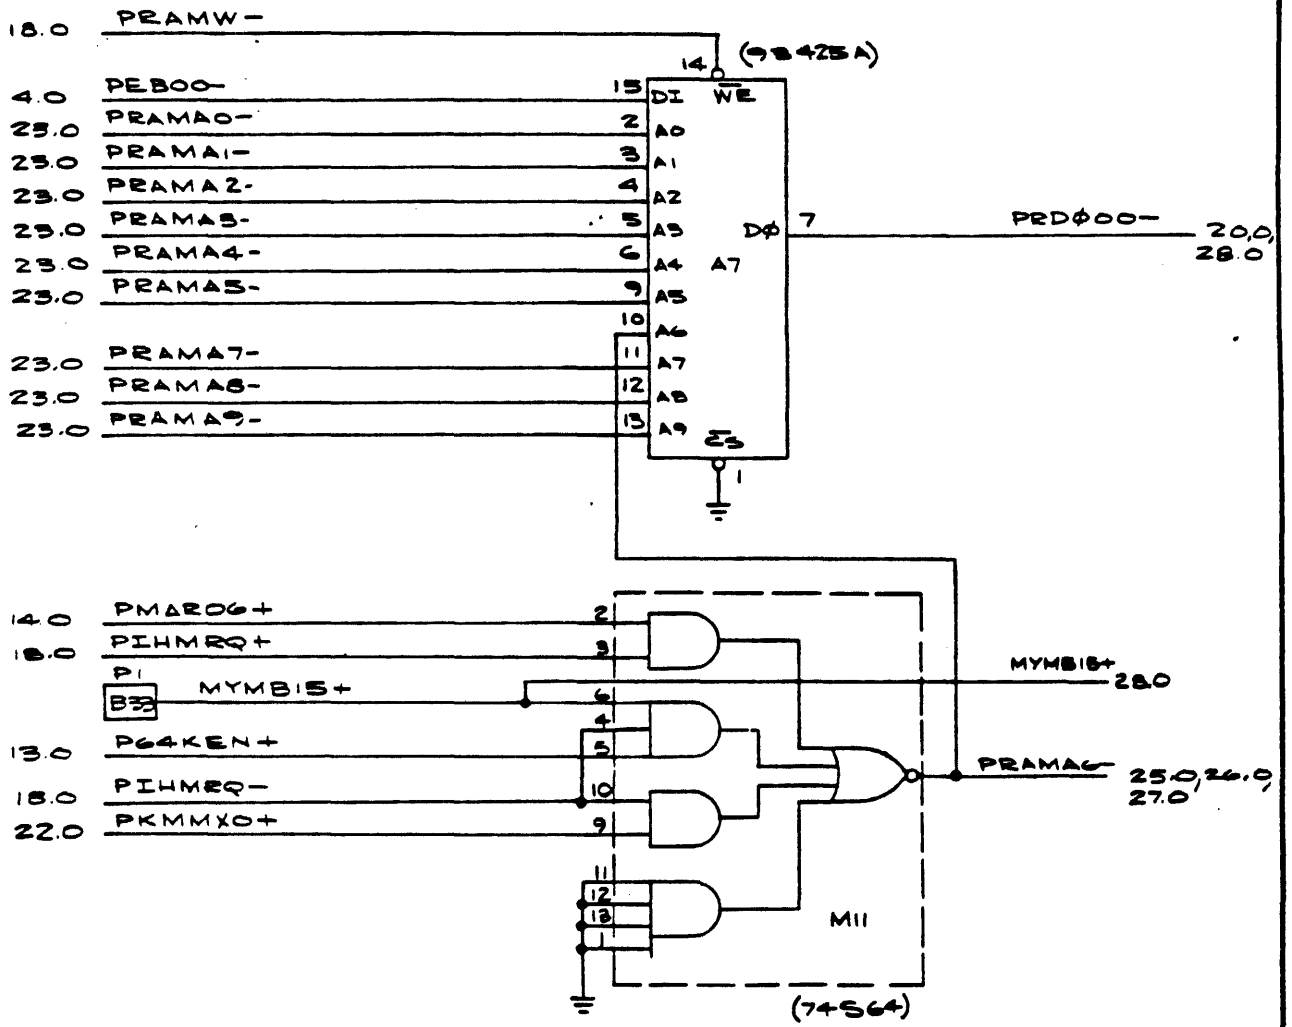 18.0 PRAMW-
14 (93425A)
4.0 PEB00- 15 DI WE
23.0 PRAMA0- 2 A0
23.0 PRAMA1- 3 A1
23.0 PRAMA2- 4 A2
23.0 PRAMA3- 5 A3 DØ 7 PRDØ00- 20.0,
28.0
23.0 PRAMA4- 6 A4 A7
23.0 PRAMA5- 9 A5
10 A6
23.0 PRAMA7- 11 A7
23.0 PRAMA8- 12 A8
23.0 PRAMA9- 13 A9
CS
1
14.0 PMAR06+ 2
18.0 PIHMRQ+ 3
P1
B33 MYMB15+ 6
MYMB15+ 28.0
4
13.0 P64KEN+ 5
PRAMA6- 25.0, 26.0,
27.0
18.0 PIHMRQ- 10
22.0 PKMMX0+ 9
11
12
13
1
M11
(74S64)